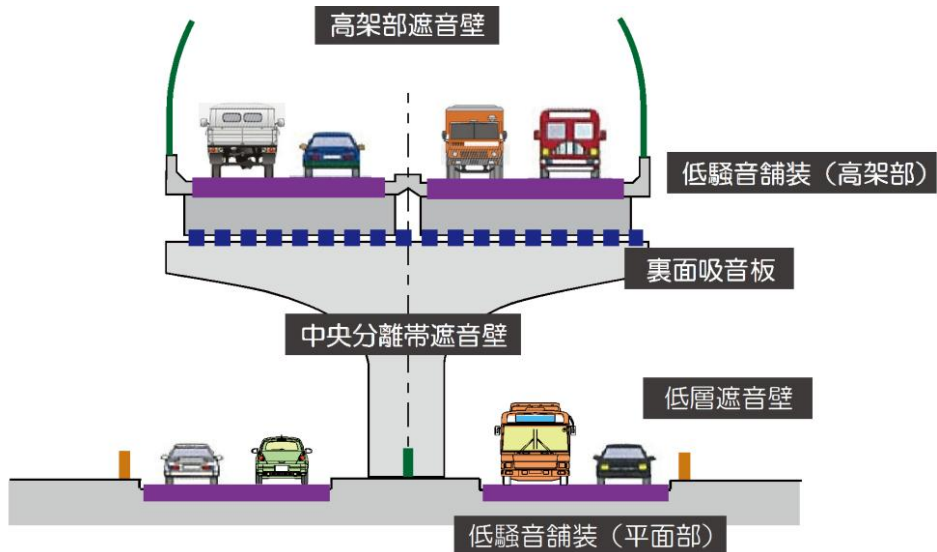 高架部遮音壁
低騒音舗装（高架部）
裏面吸音板
中央分離帯遮音壁
低層遮音壁
低騒音舗装（平面部）